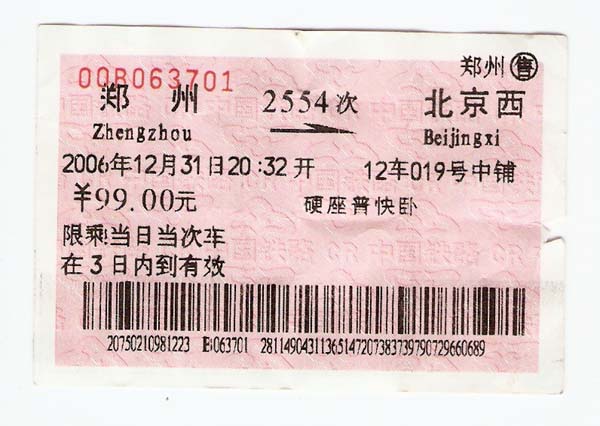 郑州 售
00B063701
郑州 2554次 北京西
Zhengzhou Beijingxi
2006年12月31日20:32开 12车019号中铺
¥99.00元 硬座普快卧
限乘当日当次车
在3日内到有效
20750210981223 B063701 2811490431136514720738373979072966068​9